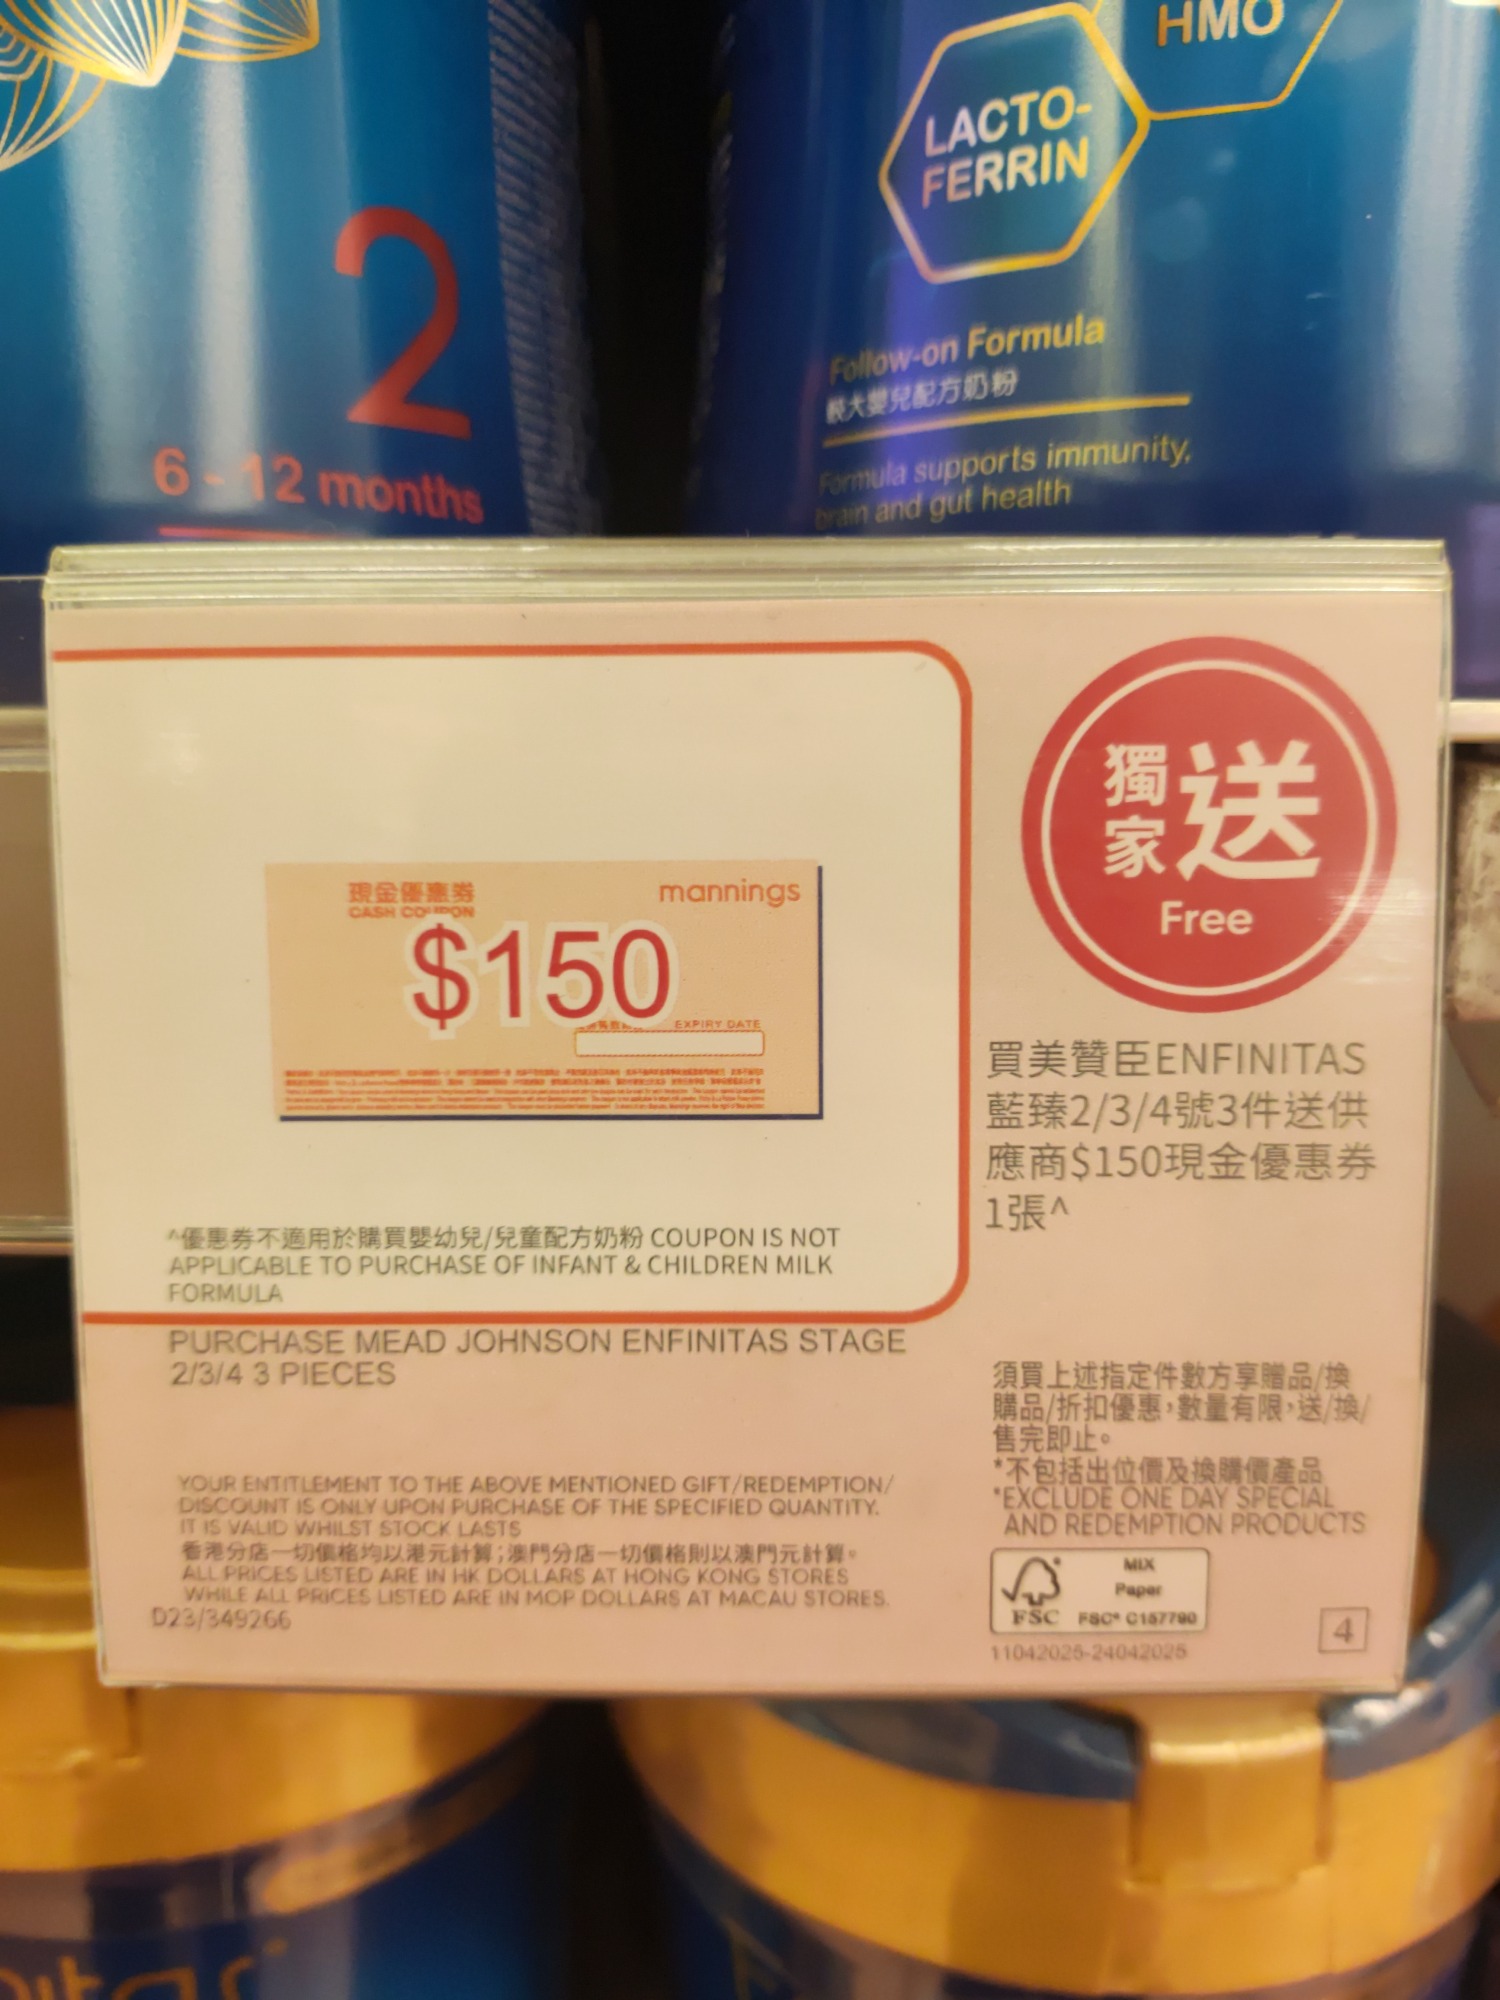 HMO
LACTO-
FERRIN
2
6 - 12 months
Follow-on Formula
較大嬰兒配方奶粉
Formula supports immunity,
brain and gut health
獨家送
Free
現金優惠券
CASH COUPON
mannings
$150
EXPIRY DATE
買美贊臣ENFINITAS
藍臻2/3/4號3件送供
應商$150現金優惠券
1張^
^優惠券不適用於購買嬰幼兒/兒童配方奶粉 COUPON IS NOT
APPLICABLE TO PURCHASE OF INFANT & CHILDREN MILK
FORMULA
PURCHASE MEAD JOHNSON ENFINITAS STAGE
2/3/4 3 PIECES
須買上述指定件數方享贈品/換
購品/折扣優惠，數量有限，送/換/
售完即止。
*不包括出位價及換購價產品
*EXCLUDE ONE DAY SPECIAL
AND REDEMPTION PRODUCTS
YOUR ENTITLEMENT TO THE ABOVE MENTIONED GIFT/REDEMPTION/
DISCOUNT IS ONLY UPON PURCHASE OF THE SPECIFIED QUANTITY.
IT IS VALID WHILST STOCK LASTS
香港分店一切價格均以港元計算；澳門分店一切價格則以澳門元計算。
ALL PRICES LISTED ARE IN HK DOLLARS AT HONG KONG STORES
WHILE ALL PRICES LISTED ARE IN MOP DOLLARS AT MACAU STORES.
D23/349266
FSC
MIX
Paper
FSC® C157790
11042025-24042025
4